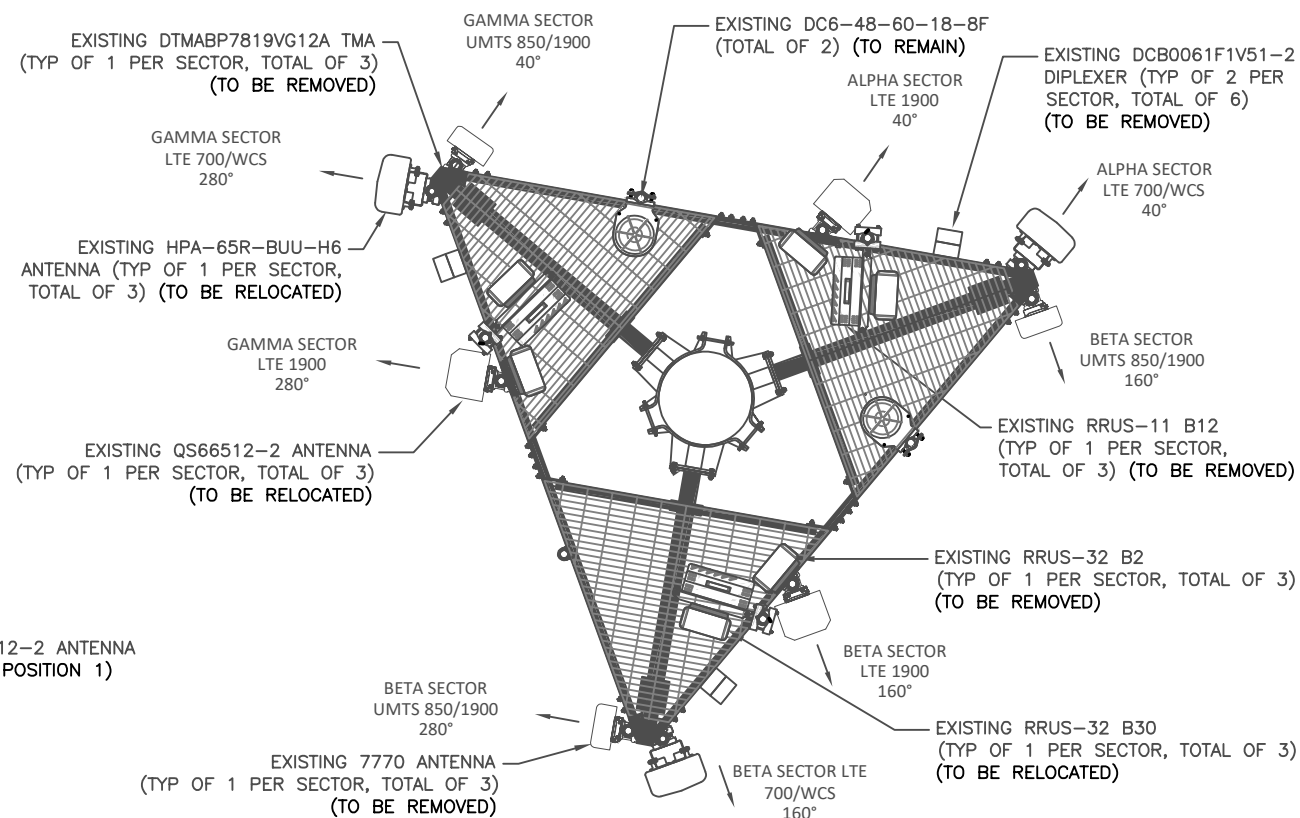 GAMMA SECTOR
UMTS 850/1900
40°
EXISTING DTMABP7819VG12A TMA
(TYP OF 1 PER SECTOR, TOTAL OF 3)
(TO BE REMOVED)
EXISTING DC6-48-60-18-8F
(TOTAL OF 2) (TO REMAIN)
EXISTING DCB0061F1V51-2
DIPLEXER (TYP OF 2 PER
SECTOR, TOTAL OF 6)
(TO BE REMOVED)
ALPHA SECTOR
LTE 1900
40°
GAMMA SECTOR
LTE 700/WCS
280°
ALPHA SECTOR
LTE 700/WCS
40°
EXISTING HPA-65R-BUU-H6
ANTENNA (TYP OF 1 PER SECTOR,
TOTAL OF 3) (TO BE RELOCATED)
GAMMA SECTOR
LTE 1900
280°
BETA SECTOR
UMTS 850/1900
160°
EXISTING QS66512-2 ANTENNA
(TYP OF 1 PER SECTOR, TOTAL OF 3)
(TO BE RELOCATED)
EXISTING RRUS-11 B12
(TYP OF 1 PER SECTOR,
TOTAL OF 3) (TO BE REMOVED)
EXISTING RRUS-32 B2
(TYP OF 1 PER SECTOR, TOTAL OF 3)
(TO BE REMOVED)
12-2 ANTENNA
POSITION 1)
BETA SECTOR
LTE 1900
160°
BETA SECTOR
UMTS 850/1900
280°
EXISTING RRUS-32 B30
(TYP OF 1 PER SECTOR, TOTAL OF 3)
(TO BE RELOCATED)
EXISTING 7770 ANTENNA
(TYP OF 1 PER SECTOR, TOTAL OF 3)
(TO BE REMOVED)
BETA SECTOR LTE
700/WCS
160°